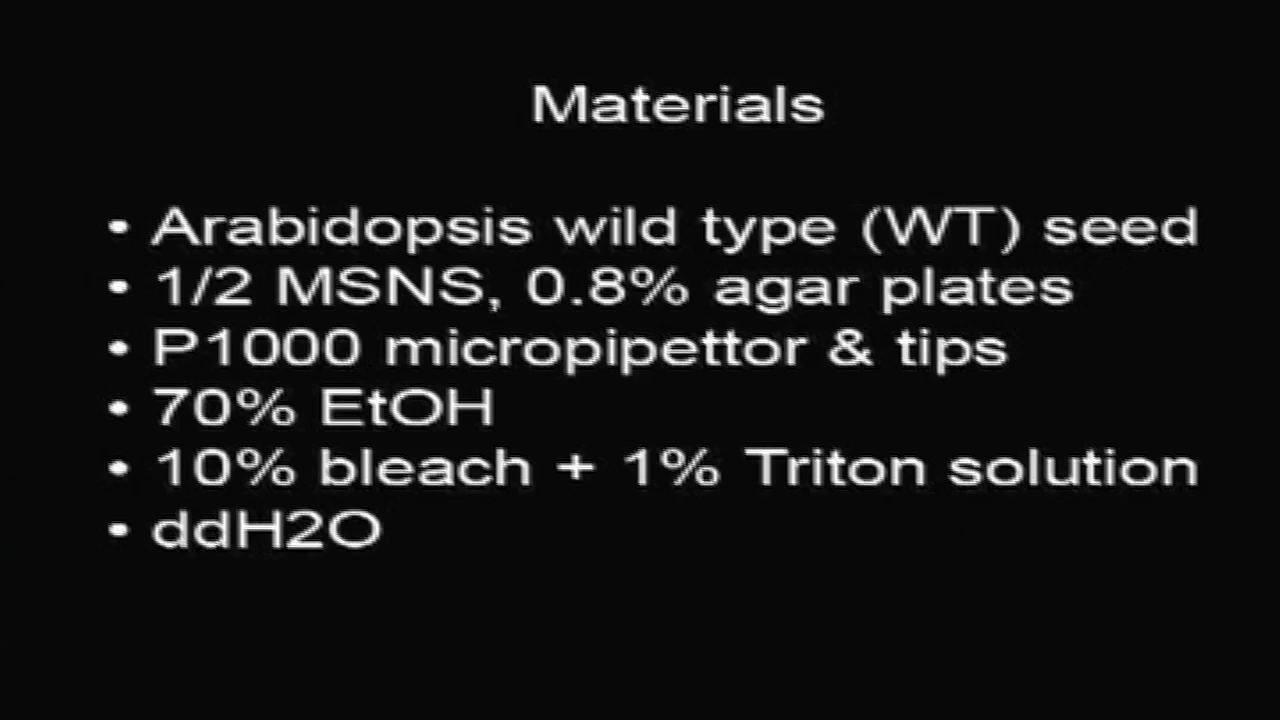 Materials
• Arabidopsis wild type (WT) seed
• 1/2 MSNS, 0.8% agar plates
• P1000 micropipettor & tips
• 70% EtOH
• 10% bleach + 1% Triton solution
• ddH2O